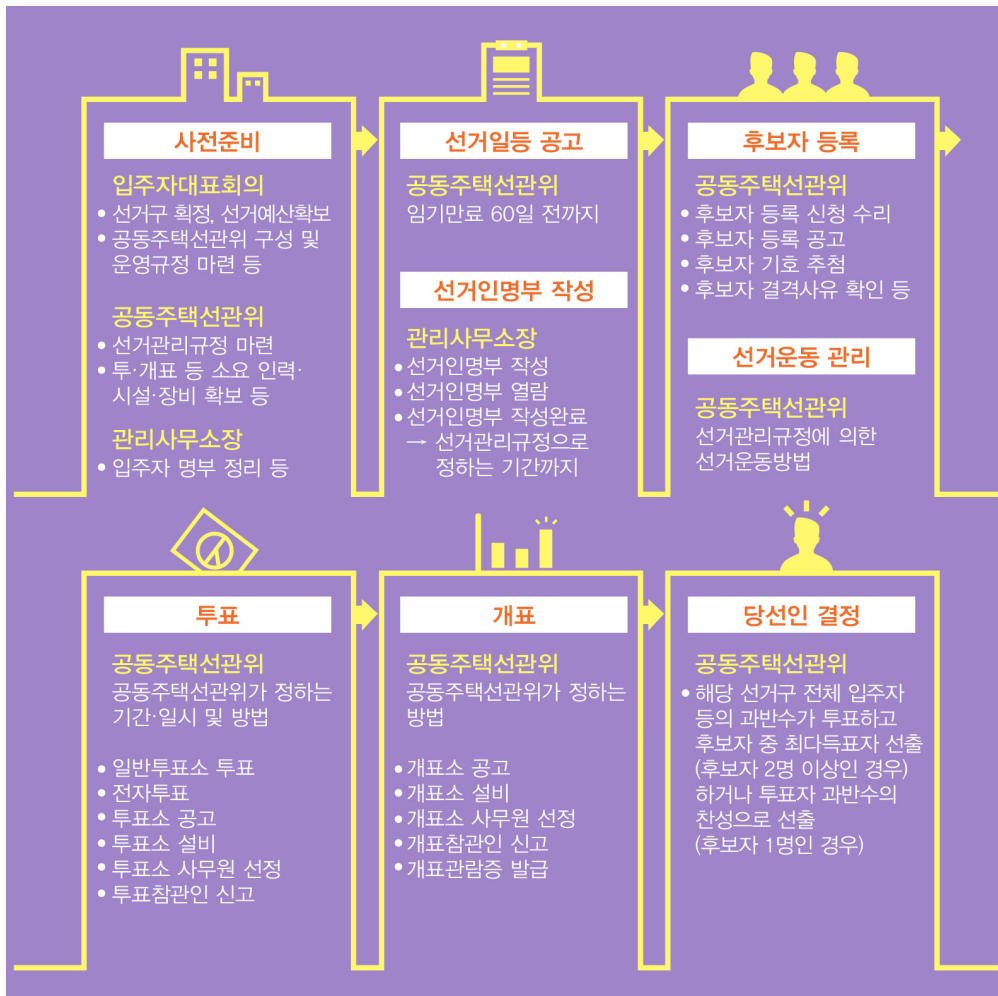 사전준비
입주자대표회의
• 선거구 획정, 선거예산확보
• 공동주택선관위 구성 및
운영규정 마련 등
공동주택선관위
• 선거관리규정 마련
• 투·개표 등 소요 인력·
시설·장비 확보 등
관리사무소장
• 입주자 명부 정리 등
선거일등 공고
공동주택선관위
임기만료 60일 전까지
선거인명부 작성
관리사무소장
• 선거인명부 작성
• 선거인명부 열람
• 선거인명부 작성완료
→ 선거관리규정으로
정하는 기간까지
후보자 등록
공동주택선관위
• 후보자 등록 신청 수리
• 후보자 등록 공고
• 후보자 기호 추첨
• 후보자 결격사유 확인 등
선거운동 관리
공동주택선관위
선거관리규정에 의한
선거운동방법
투표
공동주택선관위
공동주택선관위가 정하는
기간·일시 및 방법
• 일반투표소 투표
• 전자투표
• 투표소 공고
• 투표소 설비
• 투표소 사무원 선정
• 투표참관인 신고
개표
공동주택선관위
공동주택선관위가 정하는
방법
• 개표소 공고
• 개표소 설비
• 개표소 사무원 선정
• 개표참관인 신고
• 개표관람증 발급
당선인 결정
공동주택선관위
• 해당 선거구 전체 입주자
등의 과반수가 투표하고
후보자 중 최다득표자 선출
(후보자 2명 이상인 경우)
하거나 투표자 과반수의
찬성으로 선출
(후보자 1명인 경우)